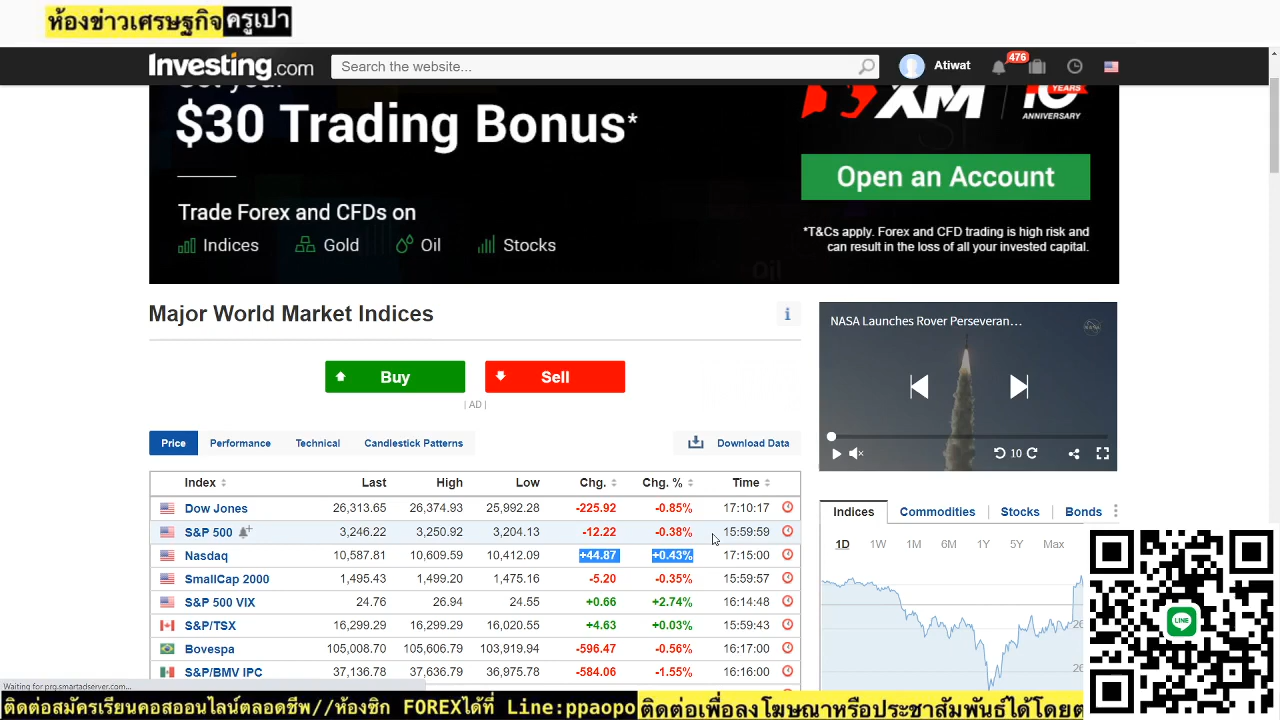 ห้องข่าวเศรษฐกิจครูเปา
Investing.com Search the website... Atiwat 476
$30 Trading Bonus*
XM 10 YEARS ANNIVERSARY
Open an Account
Trade Forex and CFDs on
Indices Gold Oil Stocks
*T&Cs apply. Forex and CFD trading is high risk and
can result in the loss of all your invested capital.
Major World Market Indices
NASA Launches Rover Perseveran...
Buy Sell
| AD |
10
Price Performance Technical Candlestick Patterns Download Data
Index Last High Low Chg. Chg. % Time
Dow Jones 26,313.65 26,374.93 25,992.28 -225.92 -0.85% 17:10:17
S&P 500 3,246.22 3,250.92 3,204.13 -12.22 -0.38% 15:59:59
Nasdaq 10,587.81 10,609.59 10,412.09 +44.87 +0.43% 17:15:00
SmallCap 2000 1,495.43 1,499.20 1,475.16 -5.20 -0.35% 15:59:57
S&P 500 VIX 24.76 26.94 24.55 +0.66 +2.74% 16:14:48
S&P/TSX 16,299.29 16,299.29 16,020.55 +4.63 +0.03% 15:59:43
Bovespa 105,008.70 105,606.79 103,919.94 -596.47 -0.56% 16:17:00
S&P/BMV IPC 37,136.79 37,636.79 36,975.78 -584.06 -1.55% 16:16:00
Indices Commodities Stocks Bonds
1D 1W 1M 6M 1Y 5Y Max
LINE
Waiting for prg.smartadserver.com...
ติดต่อสมัครเรียนคอสออนไลน์ตลอดชีพ//ห้องซิก FOREXได้ที่ Line:ppaopo ติดต่อเพื่อลงโฆษณาหรือประชาสัมพันธ์ได้โดยต